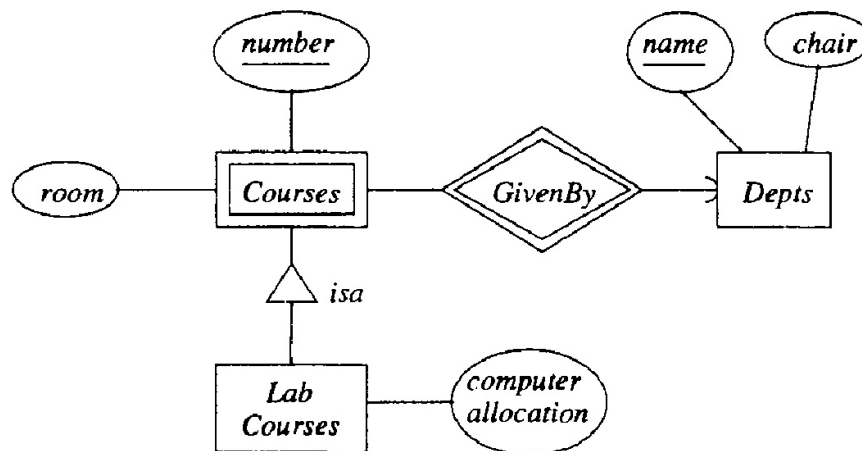 number
name
chair
room
Courses
GivenBy
Depts
isa
Lab
Courses
computer
allocation